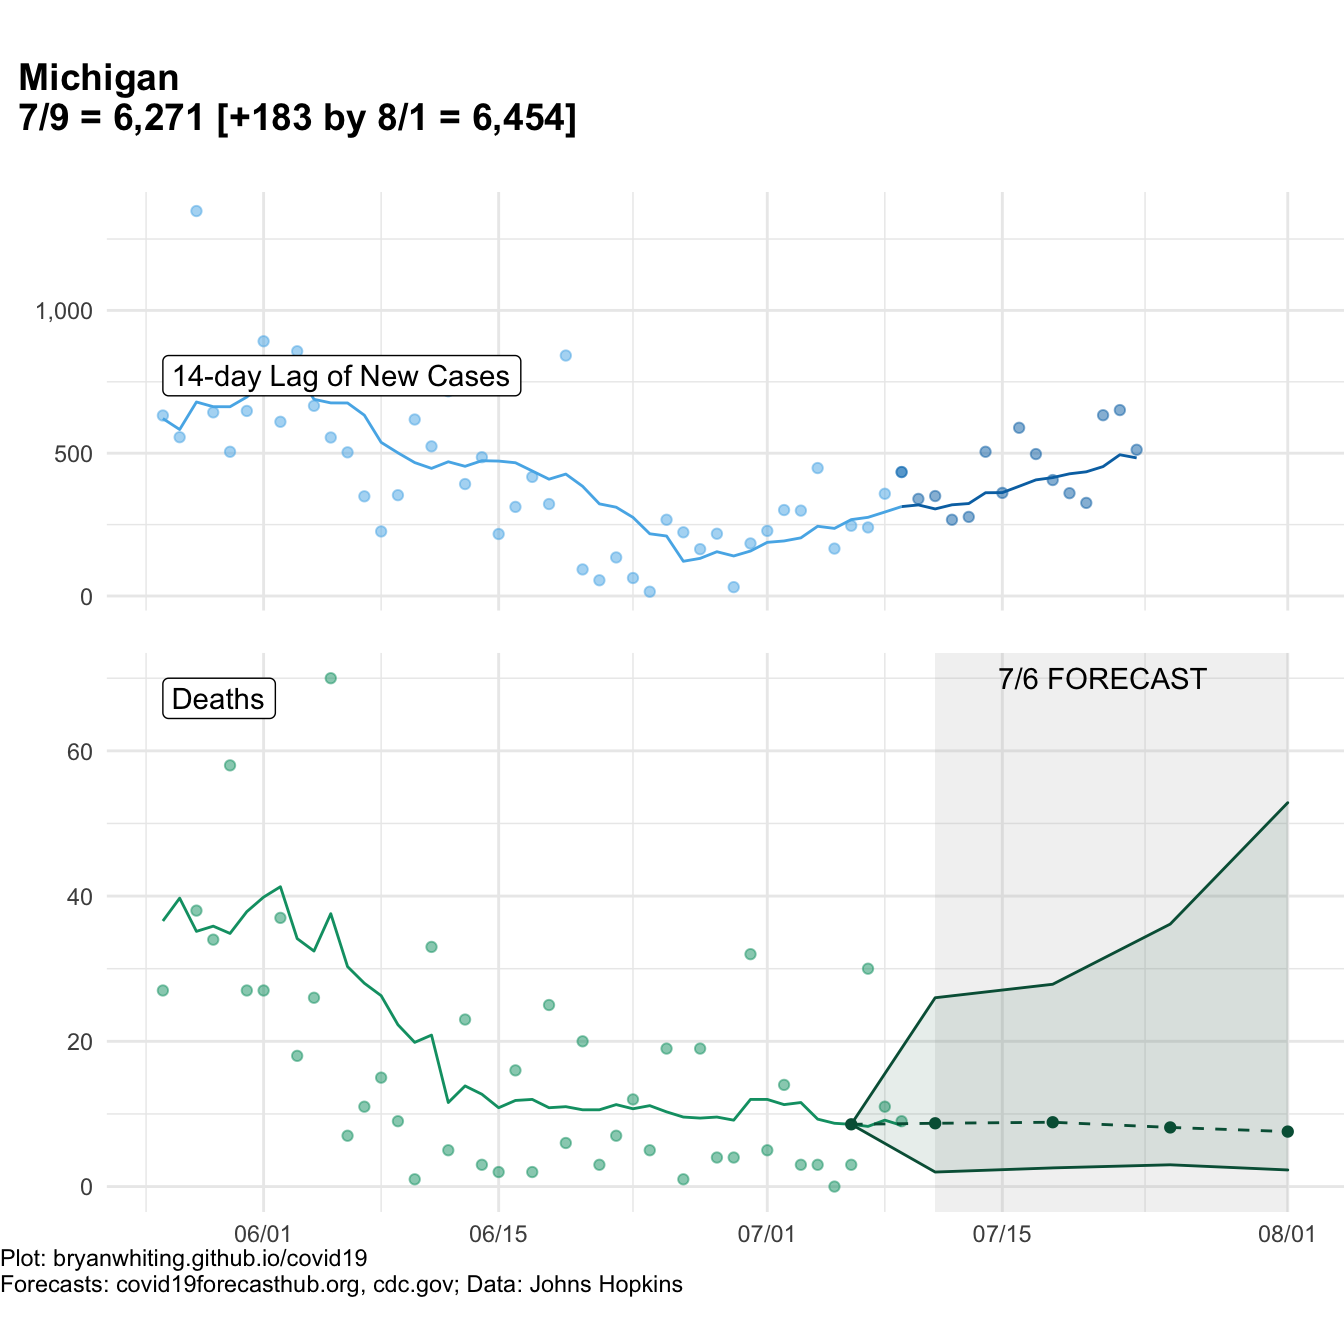 Michigan
7/9 = 6,271 [+183 by 8/1 = 6,454]
1,000
500
0
14-day Lag of New Cases
Deaths
7/6 FORECAST
60
40
20
0
06/01 06/15 07/01 07/15 08/01
Plot: bryanwhiting.github.io/covid19
Forecasts: covid19forecasthub.org, cdc.gov; Data: Johns Hopkins